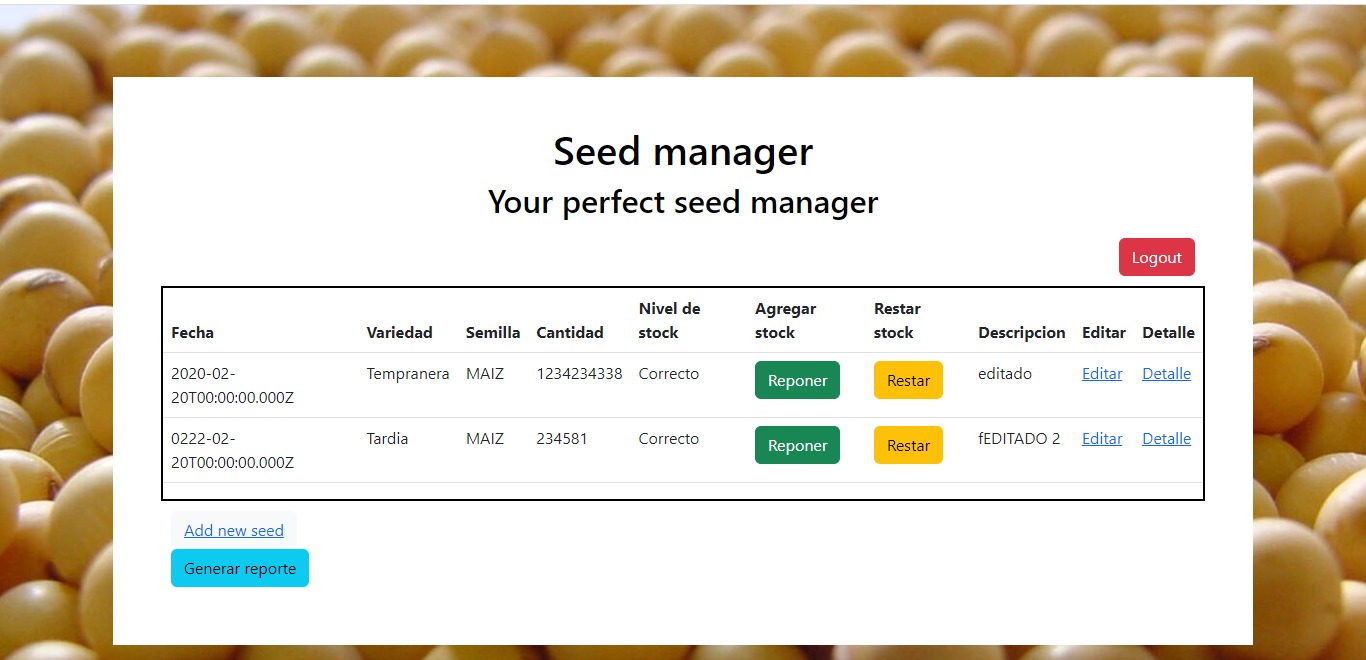 Seed manager
Your perfect seed manager
Logout
Fecha Variedad Semilla Cantidad Nivel de stock Agregar stock Restar stock Descripcion Editar Detalle
2020-02-20T00:00:00.000Z Tempranera MAIZ 1234234338 Correcto Reponer Restar editado Editar Detalle
0222-02-20T00:00:00.000Z Tardia MAIZ 234581 Correcto Reponer Restar fEDITADO 2 Editar Detalle
Add new seed
Generar reporte